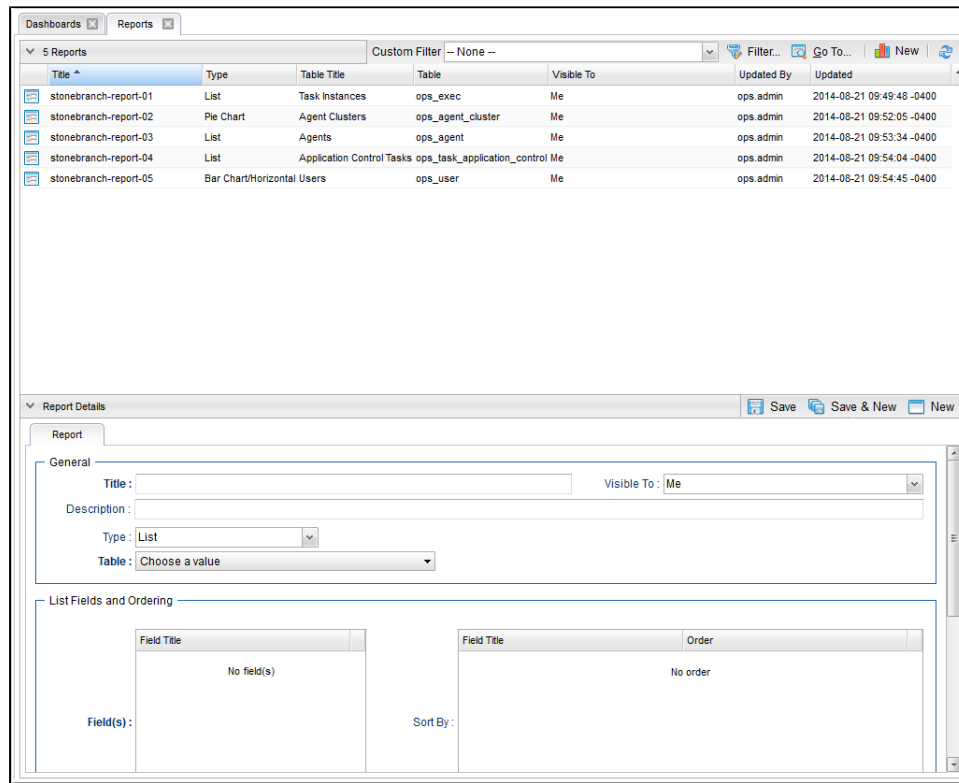 Dashboards Reports
5 Reports Custom Filter -- None -- Filter... Go To... New
Title Type Table Title Table Visible To Updated By Updated
stonebranch-report-01 List Task Instances ops_exec Me ops.admin 2014-08-21 09:49:48 -0400
stonebranch-report-02 Pie Chart Agent Clusters ops_agent_cluster Me ops.admin 2014-08-21 09:52:05 -0400
stonebranch-report-03 List Agents ops_agent Me ops.admin 2014-08-21 09:53:34 -0400
stonebranch-report-04 List Application Control Tasks ops_task_application_control Me ops.admin 2014-08-21 09:54:04 -0400
stonebranch-report-05 Bar Chart/Horizontal Users ops_user Me ops.admin 2014-08-21 09:54:45 -0400
Report Details Save Save & New New
Report
General
Title : Visible To : Me
Description :
Type : List
Table : Choose a value
List Fields and Ordering
Field Title Field Title Order
No field(s) No order
Field(s) : Sort By :